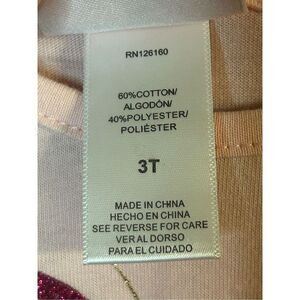 RN126160
60%COTTON/
ALGODÓN/
40%POLYESTER/
POLIÉSTER
3T
MADE IN CHINA
HECHO EN CHINA
SEE REVERSE FOR CARE
VER AL DORSO
PARA EL CUIDADO